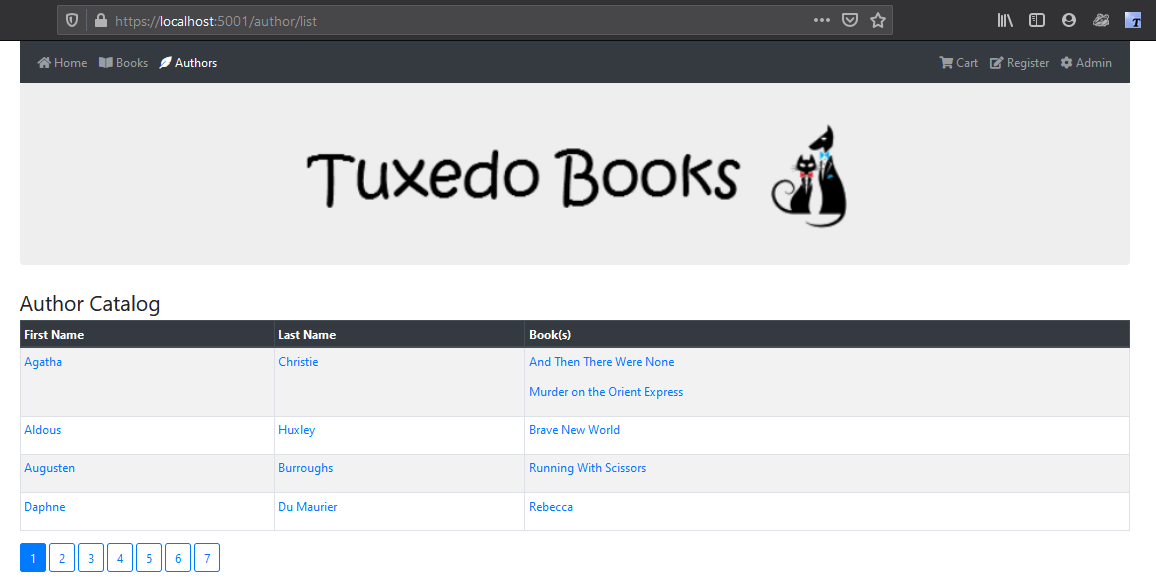 https://localhost:5001/author/list
Home Books Authors Cart Register Admin
Tuxedo Books
Author Catalog
First Name Last Name Book(s)
Agatha Christie And Then There Were None
Murder on the Orient Express
Aldous Huxley Brave New World
Augusten Burroughs Running With Scissors
Daphne Du Maurier Rebecca
1 2 3 4 5 6 7